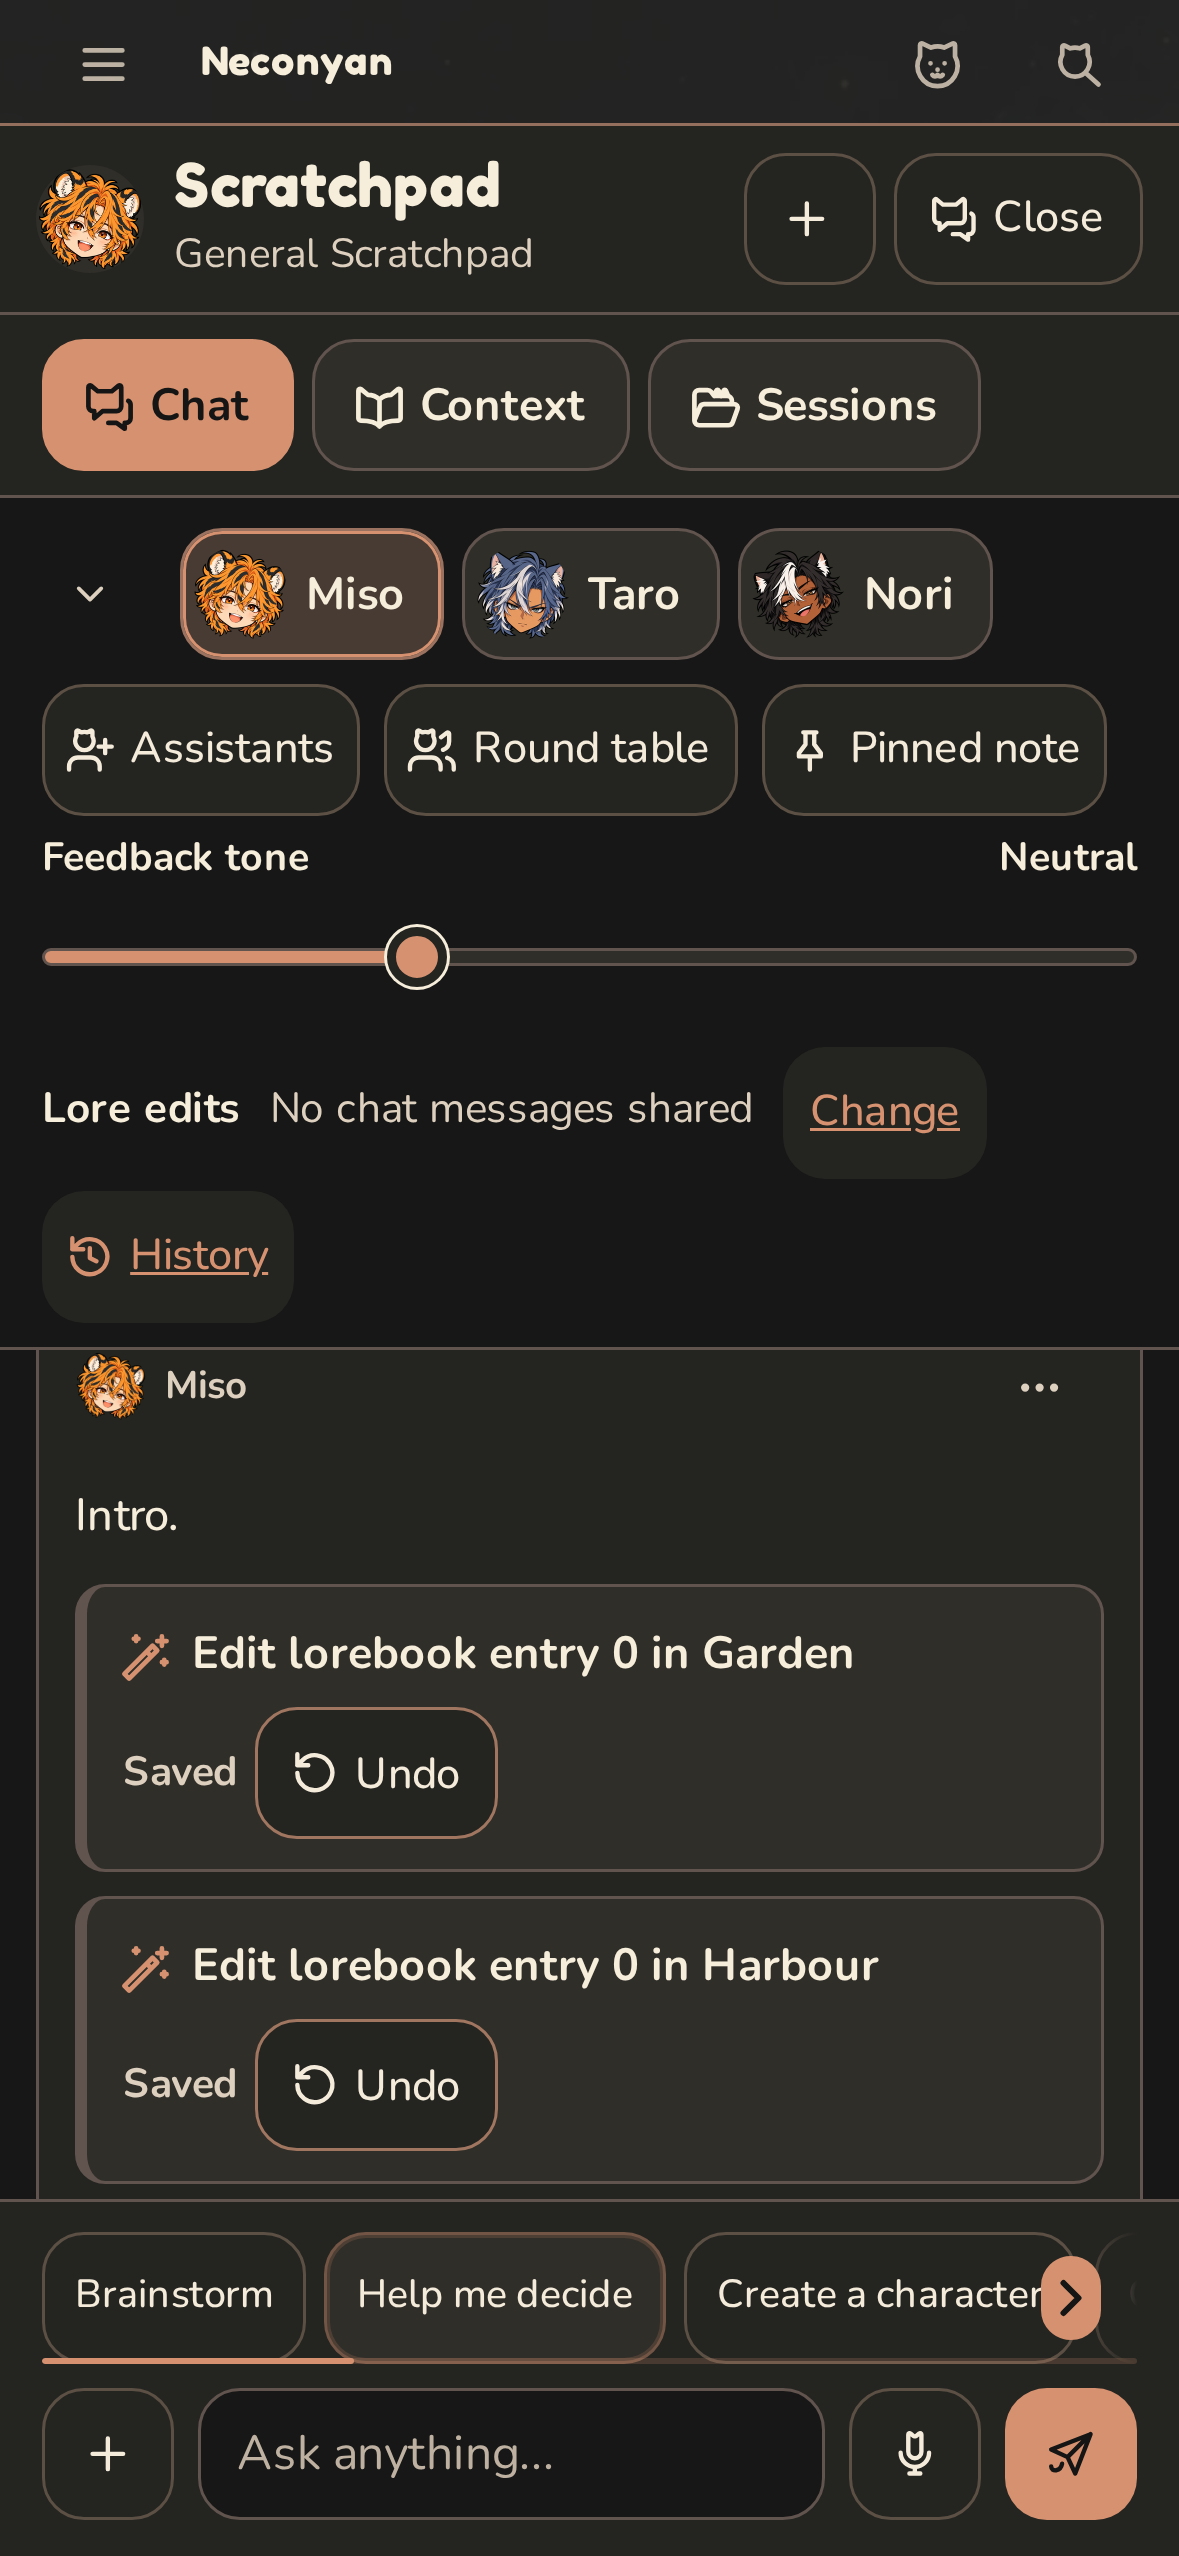 Neconyan
Scratchpad
General Scratchpad
Close
Chat
Context
Sessions
Miso
Taro
Nori
Assistants
Round table
Pinned note
Feedback tone
Neutral
Lore edits
No chat messages shared
Change
History
Miso
Intro.
Edit lorebook entry 0 in Garden
Saved
Undo
Edit lorebook entry 0 in Harbour
Saved
Undo
Brainstorm
Help me decide
Create a character
Ask anything...